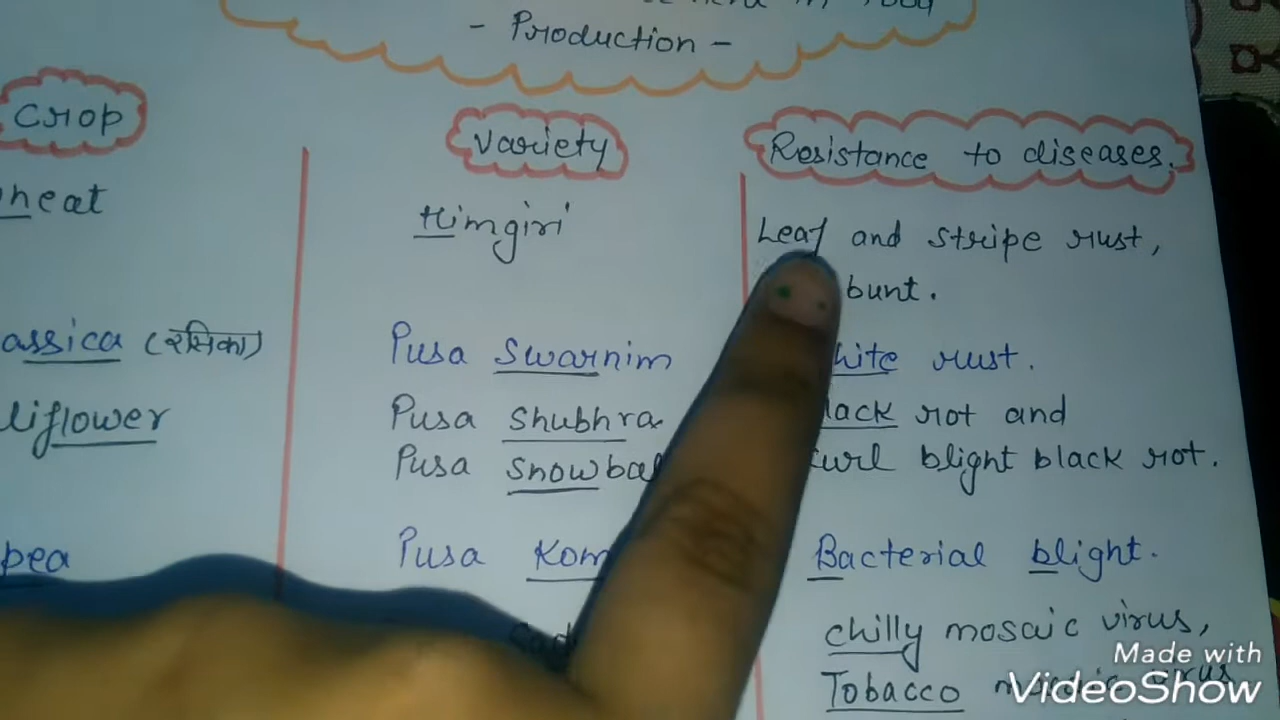 - Production -
Crop
Variety
Resistance to diseases.
heat
Himgiri
Leaf and stripe rust,
bunt.
assica (रसिका)
Pusa Swarnim
hite rust.
liflower
Pusa Shubhra
lack rot and
Pusa Snowbal
curl blight black rot.
pea
Pusa Kom
Bacterial blight.
chilly mosaic virus,
Tobacco
Made with
VideoShow